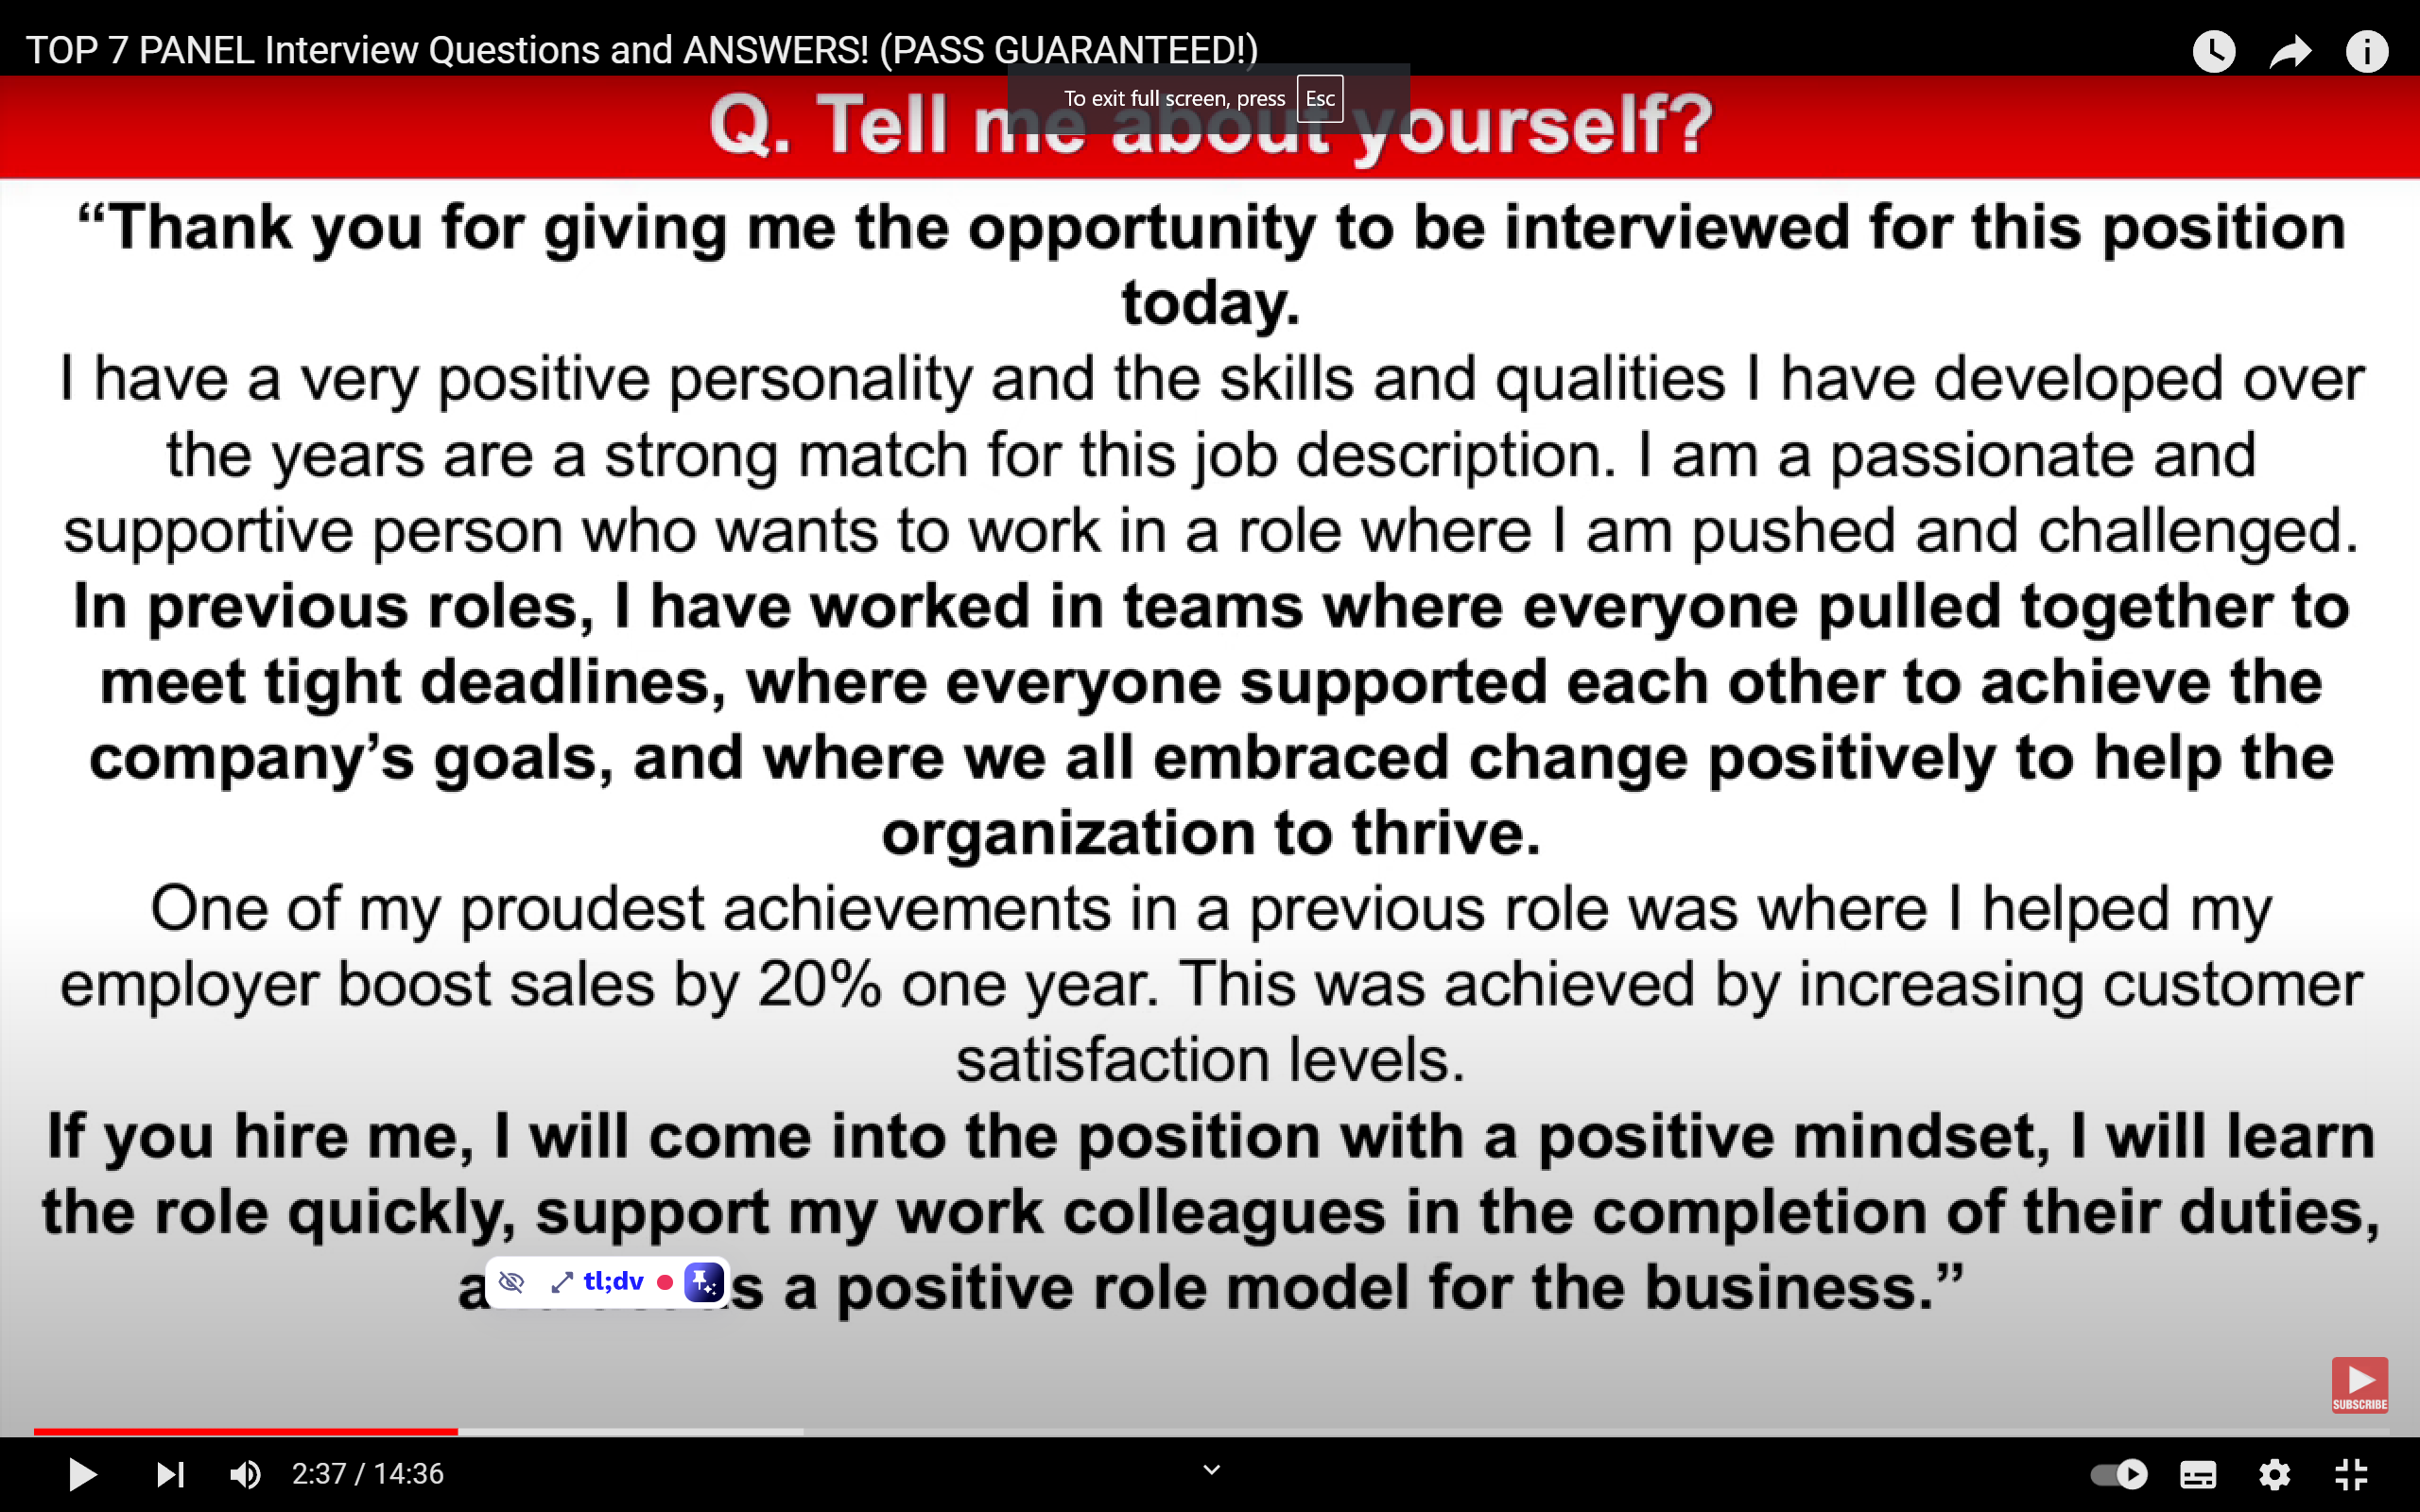 TOP 7 PANEL Interview Questions and ANSWERS! (PASS GUARANTEED!)
To exit full screen, press Esc
Q. Tell me about yourself?
“Thank you for giving me the opportunity to be interviewed for this position
today.
I have a very positive personality and the skills and qualities I have developed over
the years are a strong match for this job description. I am a passionate and
supportive person who wants to work in a role where I am pushed and challenged.
In previous roles, I have worked in teams where everyone pulled together to
meet tight deadlines, where everyone supported each other to achieve the
company’s goals, and where we all embraced change positively to help the
organization to thrive.
One of my proudest achievements in a previous role was where I helped my
employer boost sales by 20% one year. This was achieved by increasing customer
satisfaction levels.
If you hire me, I will come into the position with a positive mindset, I will learn
the role quickly, support my work colleagues in the completion of their duties,
a positive role model for the business.”
tl;dv
SUBSCRIBE
2:37 / 14:36